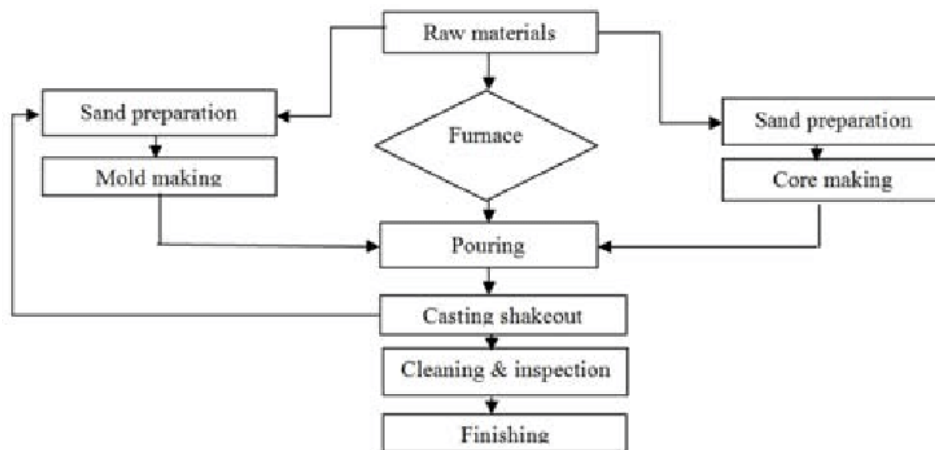 Raw materials
Sand preparation
Furnace
Sand preparation
Mold making
Core making
Pouring
Casting shakeout
Cleaning & inspection
Finishing